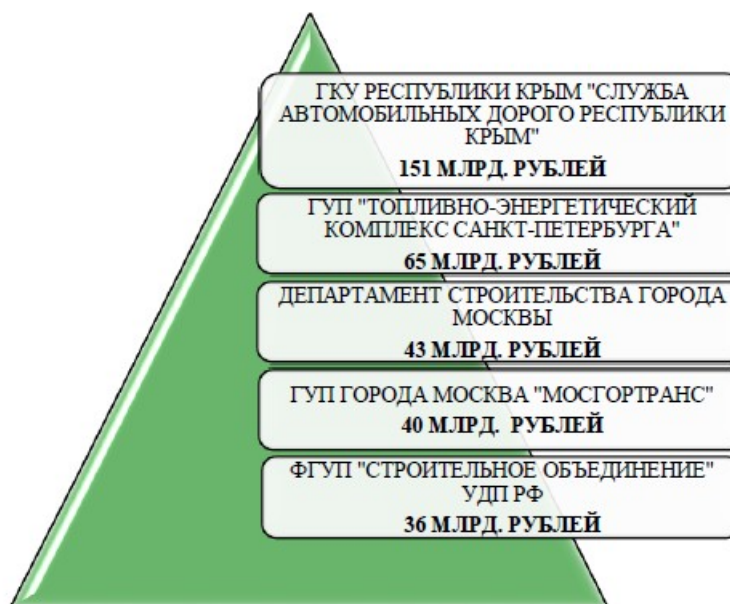 ГКУ РЕСПУБЛИКИ КРЫМ "СЛУЖБА
АВТОМОБИЛЬНЫХ ДОРОГО РЕСПУБЛИКИ
КРЫМ"
151 МЛРД. РУБЛЕЙ
ГУП "ТОПЛИВНО-ЭНЕРГЕТИЧЕСКИЙ
КОМПЛЕКС САНКТ-ПЕТЕРБУРГА"
65 МЛРД. РУБЛЕЙ
ДЕПАРТАМЕНТ СТРОИТЕЛЬСТВА ГОРОДА
МОСКВЫ
43 МЛРД. РУБЛЕЙ
ГУП ГОРОДА МОСКВА "МОСГОРТРАНС"
40 МЛРД. РУБЛЕЙ
ФГУП "СТРОИТЕЛЬНОЕ ОБЪЕДИНЕНИЕ"
УДП РФ
36 МЛРД. РУБЛЕЙ